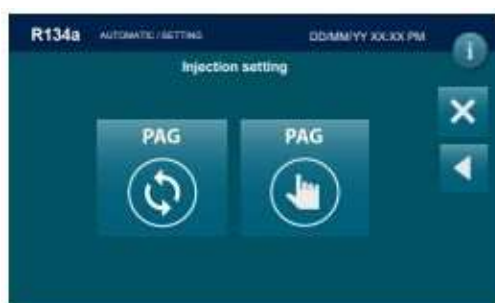 R134a AUTOMATIC / SETTING DD/MM/YY XX:XX PM
i
Injection setting
PAG PAG